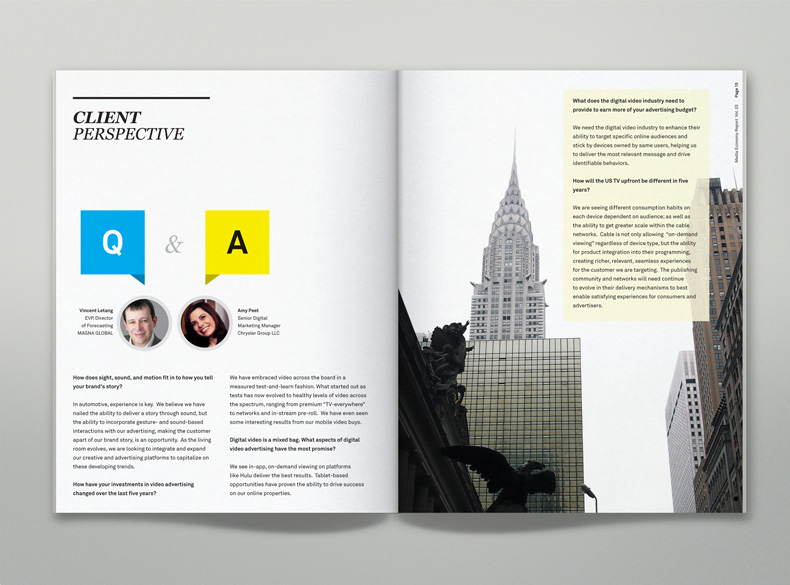 CLIENT
PERSPECTIVE
Q
&
A
Vincent Letang
EVP, Director
of Forecasting
MAGNA GLOBAL
Amy Peet
Senior Digital
Marketing Manager
Chrysler Group LLC
How does sight, sound, and motion fit in to how you tell
your brand's story?
In automotive, experience is key. We believe we have
nailed the ability to deliver a story through sound, but
the ability to incorporate gesture- and sound-based
interactions with our advertising, making the customer
apart of our brand story, is an opportunity. As the living
room evolves, we are looking to integrate and expand
our creative and advertising platforms to capitalize on
these developing trends.
How have your investments in video advertising
changed over the last five years?
We have embraced video across the board in a
measured test-and-learn fashion. What started out as
tests has now evolved to healthy levels of video across
the spectrum, ranging from premium "TV-everywhere"
to networks and in-stream pre-roll. We have even seen
some interesting results from our mobile video buys.
Digital video is a mixed bag. What aspects of digital
video advertising have the most promise?
We see in-app, on-demand viewing on platforms
like Hulu deliver the best results. Tablet-based
opportunities have proven the ability to drive success
on our online properties.
What does the digital video industry need to
provide to earn more of your advertising budget?
We need the digital video industry to enhance their
ability to target specific online audiences and
stick by devices owned by same users, helping us
to deliver the most relevant message and drive
identifiable behaviors.
How will the US TV upfront be different in five
years?
We are seeing different consumption habits on
each device dependent on audience; as well as
the ability to get greater scale within the cable
networks. Cable is not only allowing "on-demand
viewing" regardless of device type, but the ability
for product integration into their programming,
creating richer, relevant, seamless experiences
for the customer we are targeting. The publishing
community and networks will need continue
to evolve in their delivery mechanisms to best
enable satisfying experiences for consumers and
advertisers.
Media Economy Report Vol. 03 Page 15